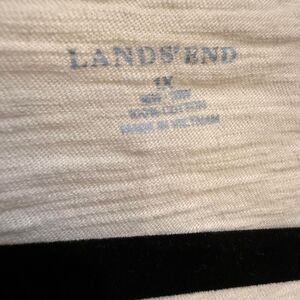 LANDS' END
1X
100% COTTON
MADE IN VIETNAM